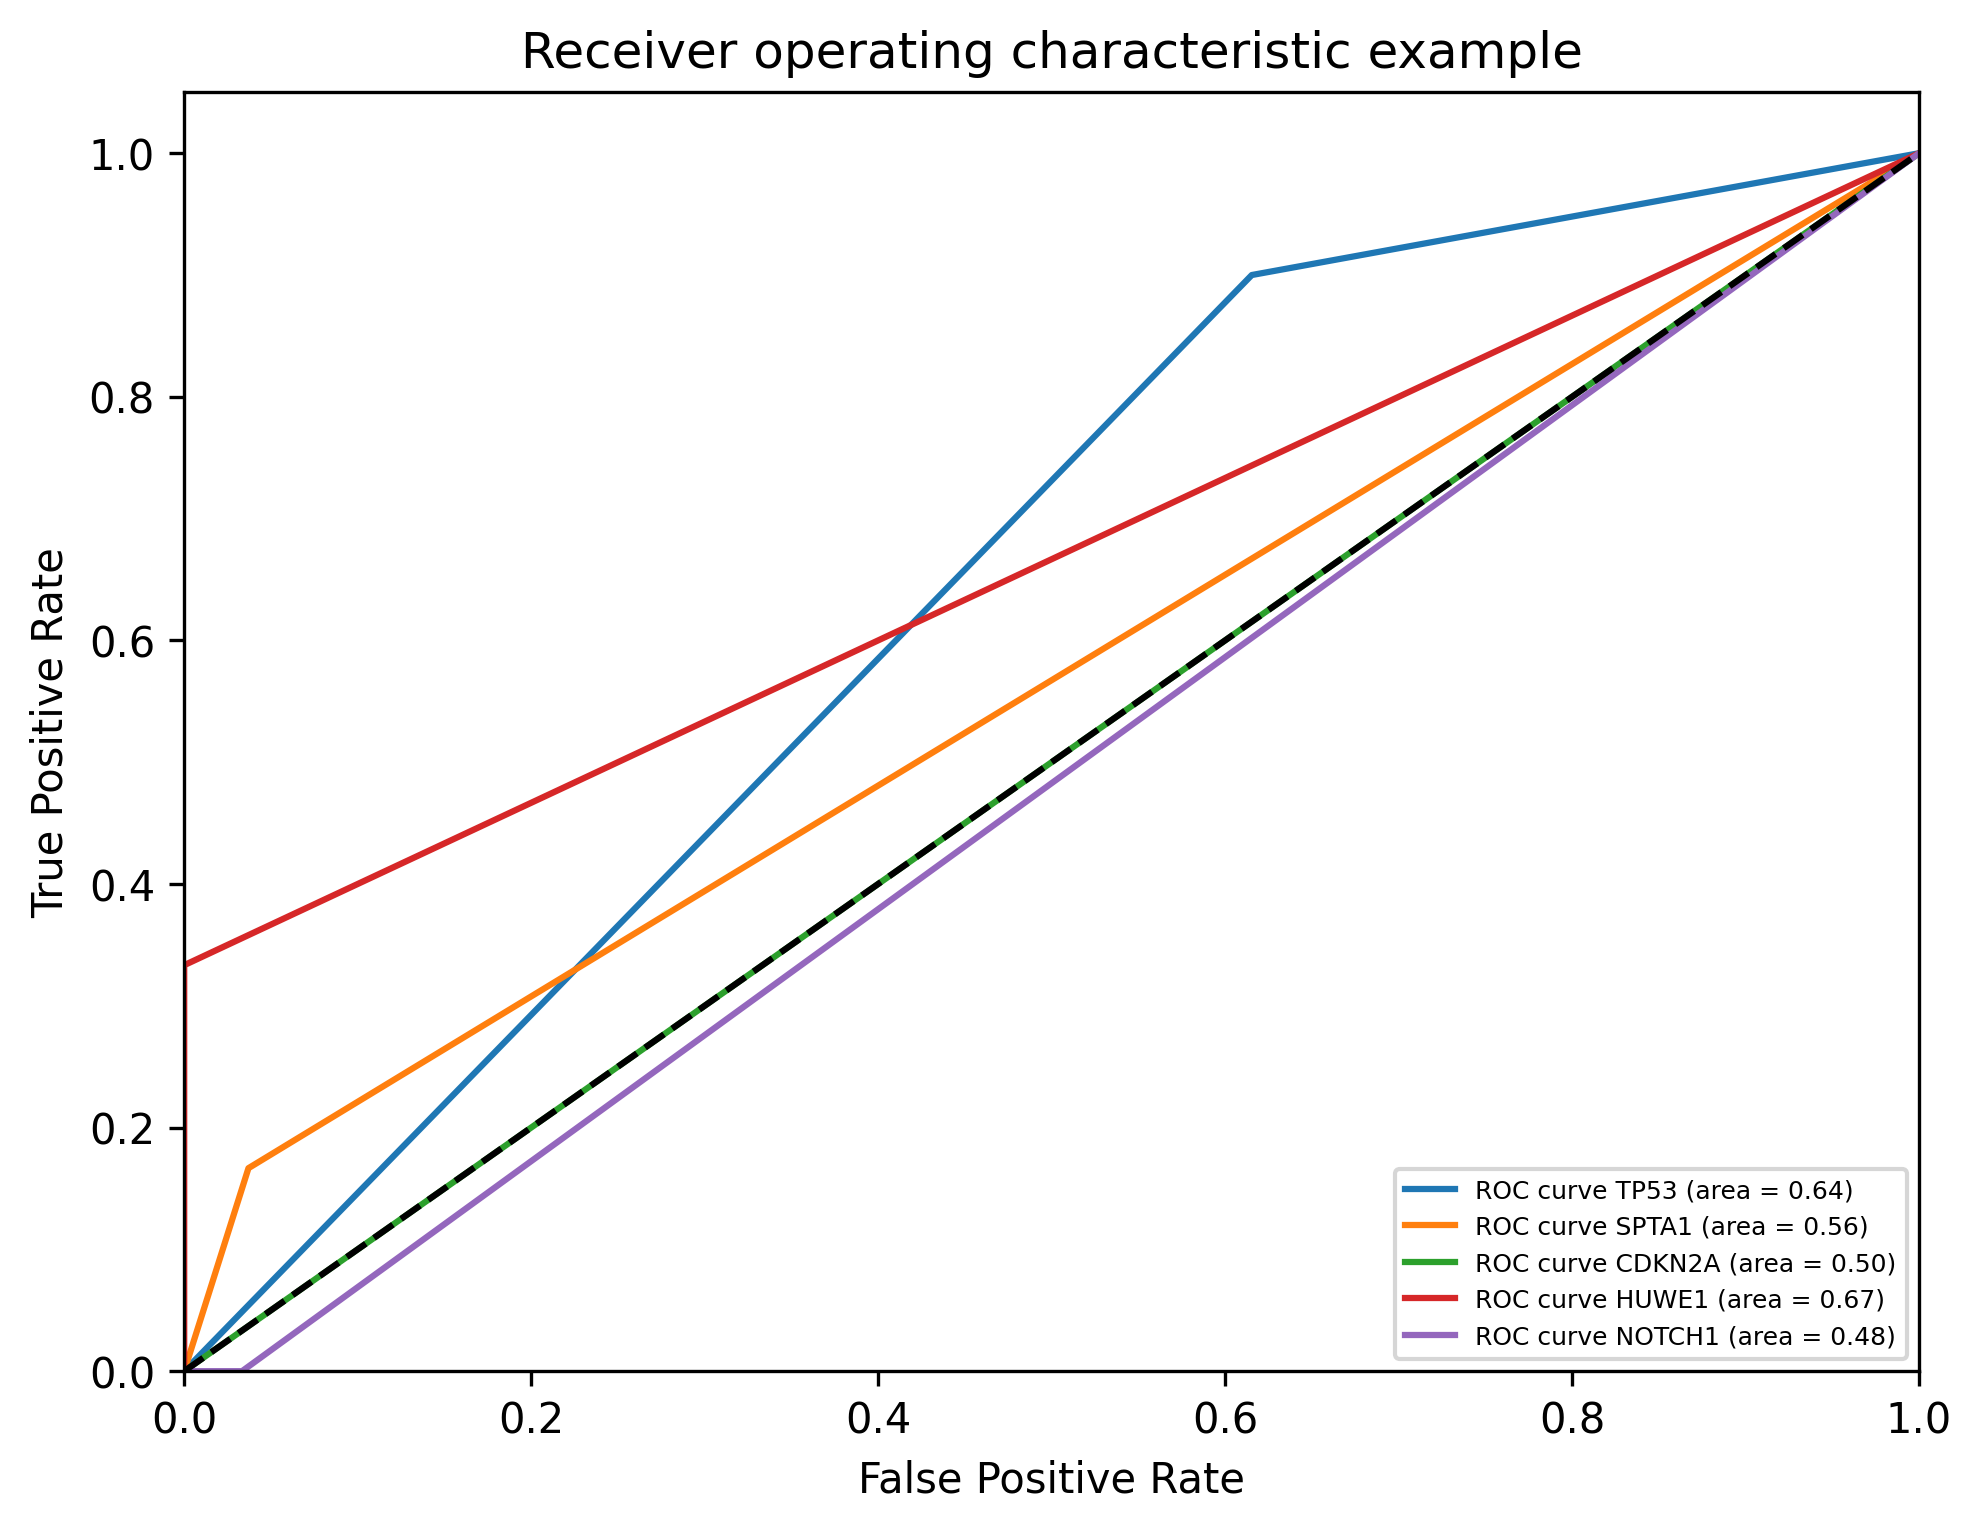 Receiver operating characteristic example
1.0
0.8
0.6
0.4
0.2
0.0
True Positive Rate
0.0 0.2 0.4 0.6 0.8 1.0
False Positive Rate
ROC curve TP53 (area = 0.64)
ROC curve SPTA1 (area = 0.56)
ROC curve CDKN2A (area = 0.50)
ROC curve HUWE1 (area = 0.67)
ROC curve NOTCH1 (area = 0.48)